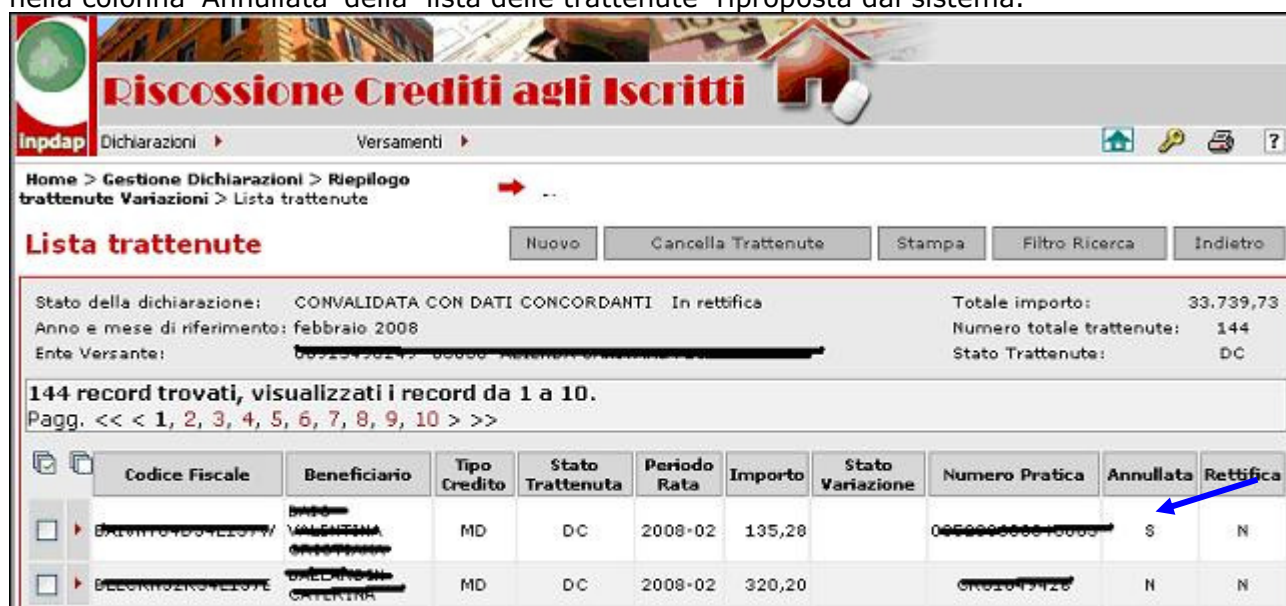 nella colonna "Annullata" della "lista delle trattenute" riproposta dal sistema.
Riscossione Crediti agli Iscritti
inpdap Dichiarazioni Versamenti ?
Home > Gestione Dichiarazioni > Riepilogo
trattenute Variazioni > Lista trattenute
Lista trattenute Nuovo Cancella Trattenute Stampa Filtro Ricerca Indietro
Stato della dichiarazione: CONVALIDATA CON DATI CONCORDANTI In rettifica Totale importo: 33.739,73
Anno e mese di riferimento: febbraio 2008 Numero totale trattenute: 144
Ente Versante: Stato Trattenute: DC
144 record trovati, visualizzati i record da 1 a 10.
Pagg. << < 1, 2, 3, 4, 5, 6, 7, 8, 9, 10 > >>
Codice Fiscale Beneficiario Tipo Credito Stato Trattenuta Periodo Rata Importo Stato Variazione Numero Pratica Annullata Rettifica
MD DC 2008-02 135,28 S N
MD DC 2008-02 320,20 N N